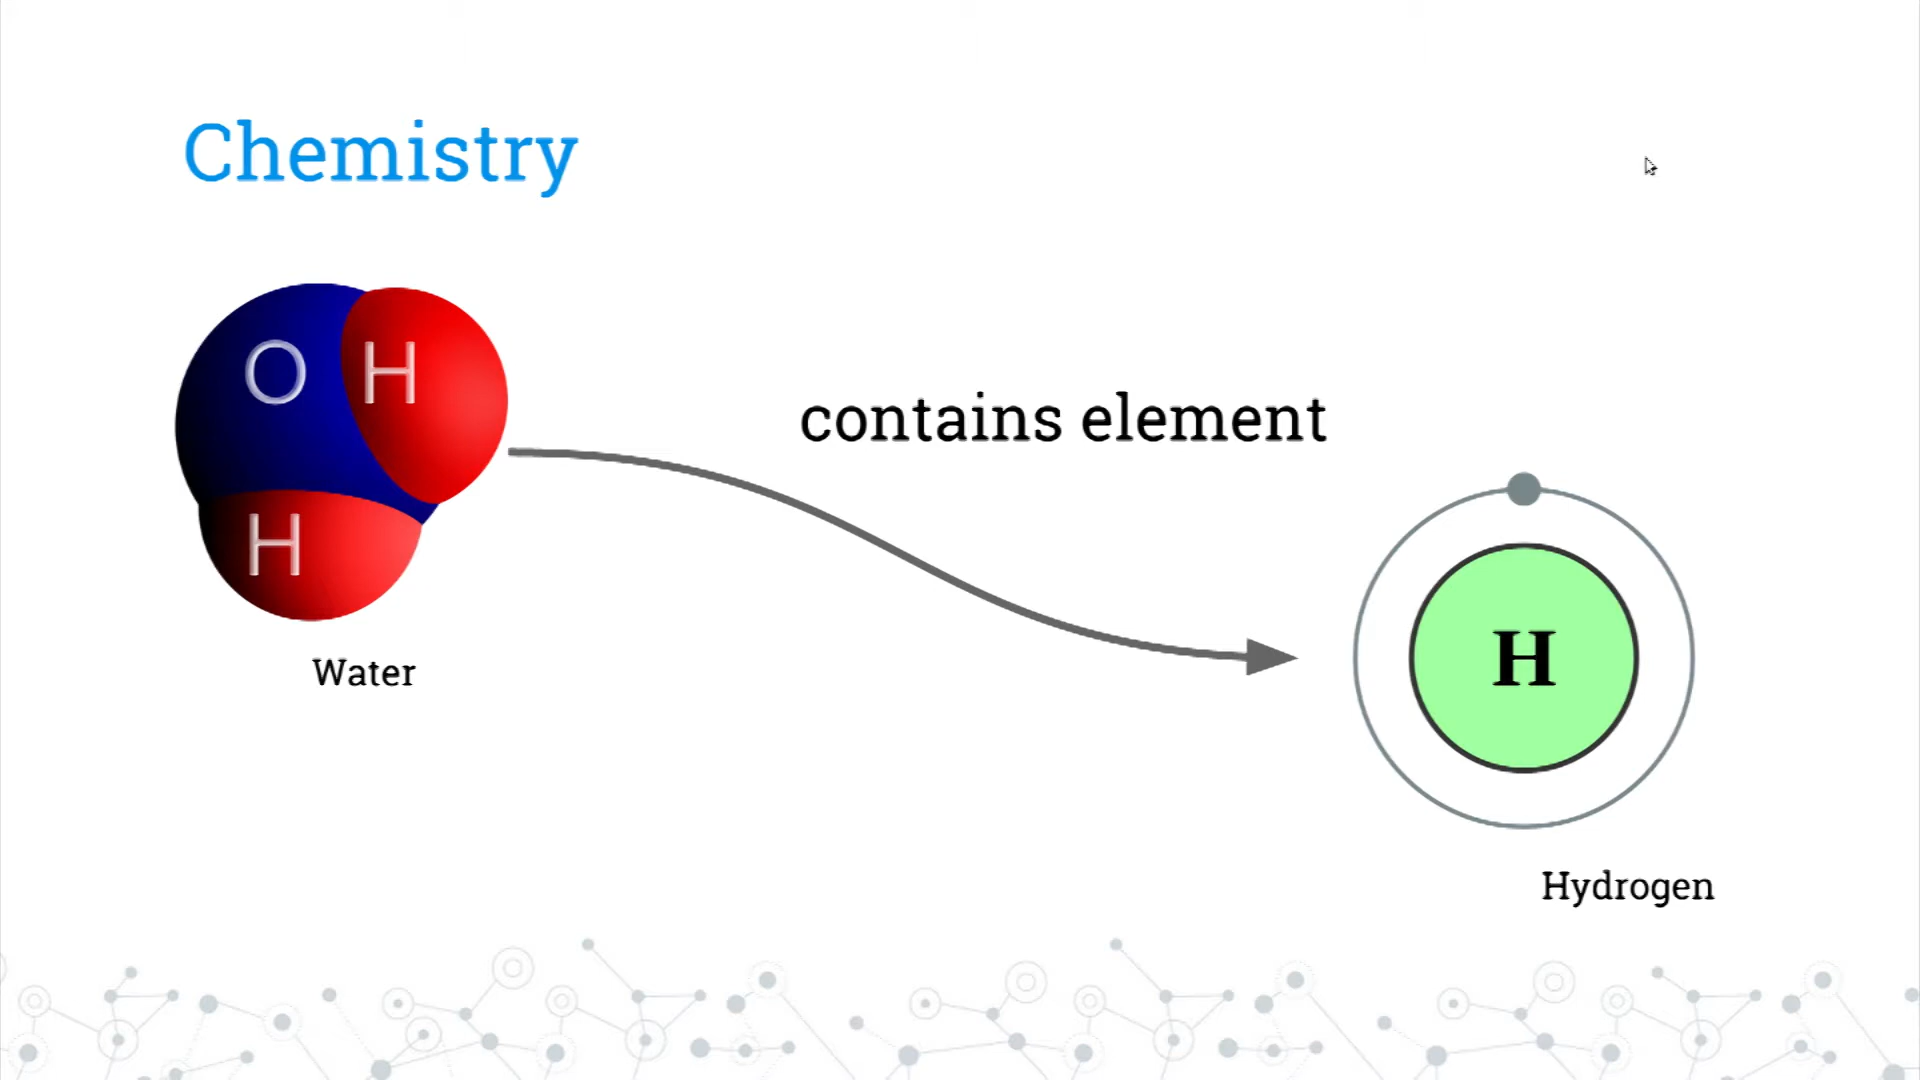 Chemistry
O H
H
contains element
Water
H
Hydrogen